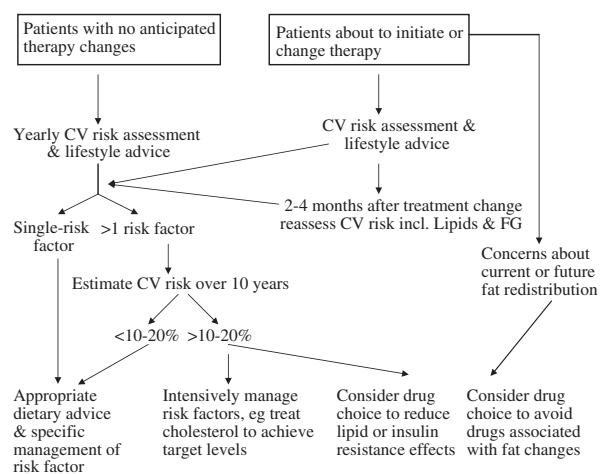 Patients with no anticipated
therapy changes
Patients about to initiate or
change therapy
Yearly CV risk assessment
& lifestyle advice
CV risk assessment &
lifestyle advice
2-4 months after treatment change
reassess CV risk incl. Lipids & FG
Single-risk
factor
>1 risk factor
Concerns about
current or future
fat redistribution
Estimate CV risk over 10 years
<10-20%
>10-20%
Appropriate
dietary advice
& specific
management of
risk factor
Intensively manage
risk factors, eg treat
cholesterol to achieve
target levels
Consider drug
choice to reduce
lipid or insulin
resistance effects
Consider drug
choice to avoid
drugs associated
with fat changes